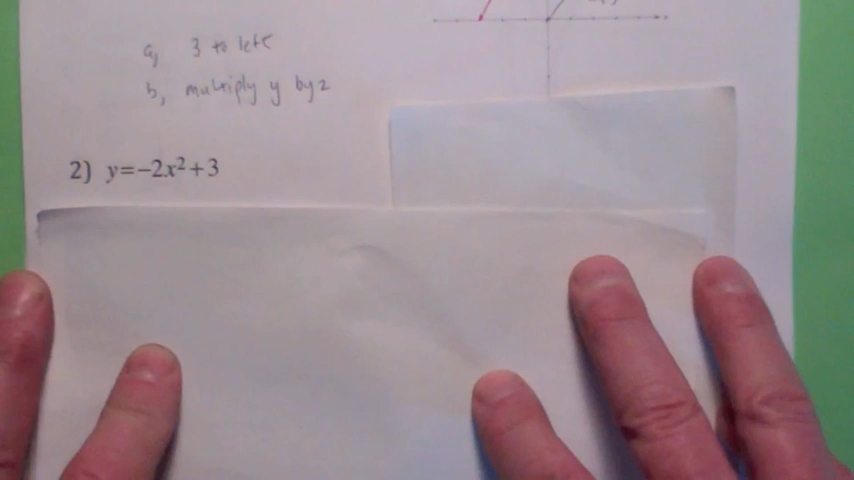 a, 3 to left
b, multiply y by 2
2) y=-2x²+3